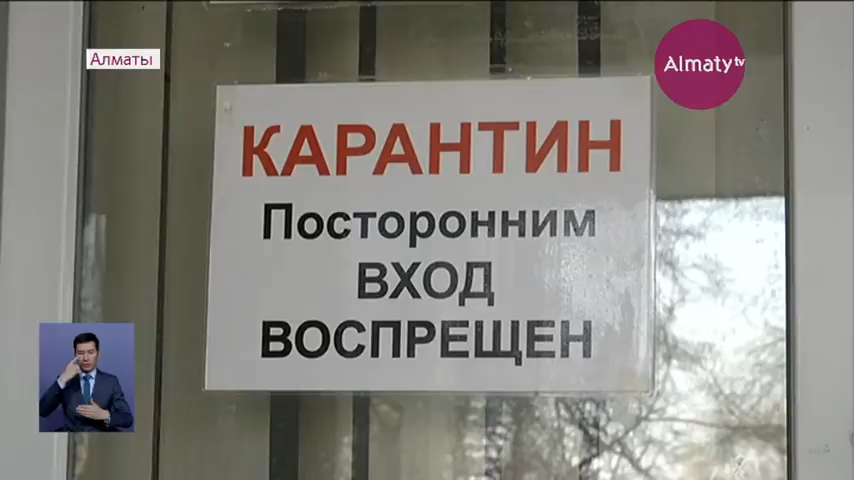 Алматы
Almaty tv
КАРАНТИН
Посторонним
ВХОД
ВОСПРЕЩЕН